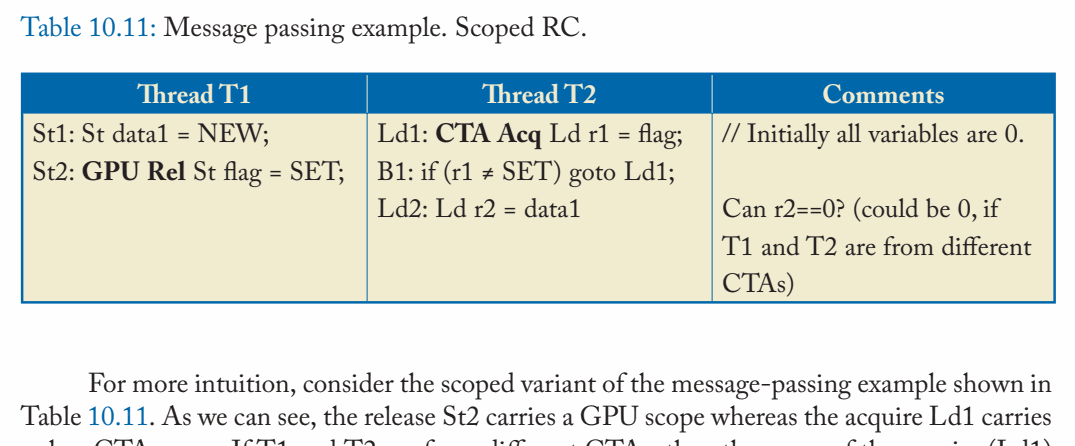 Table 10.11: Message passing example. Scoped RC.
Thread T1
Thread T2
Comments
St1: St data1 = NEW;
St2: GPU Rel St flag = SET;
Ld1: CTA Acq Ld r1 = flag;
B1: if (r1 ≠ SET) goto Ld1;
Ld2: Ld r2 = data1
// Initially all variables are 0.
Can r2==0? (could be 0, if
T1 and T2 are from different
CTAs)
For more intuition, consider the scoped variant of the message-passing example shown in
Table 10.11. As we can see, the release St2 carries a GPU scope whereas the acquire Ld1 carries